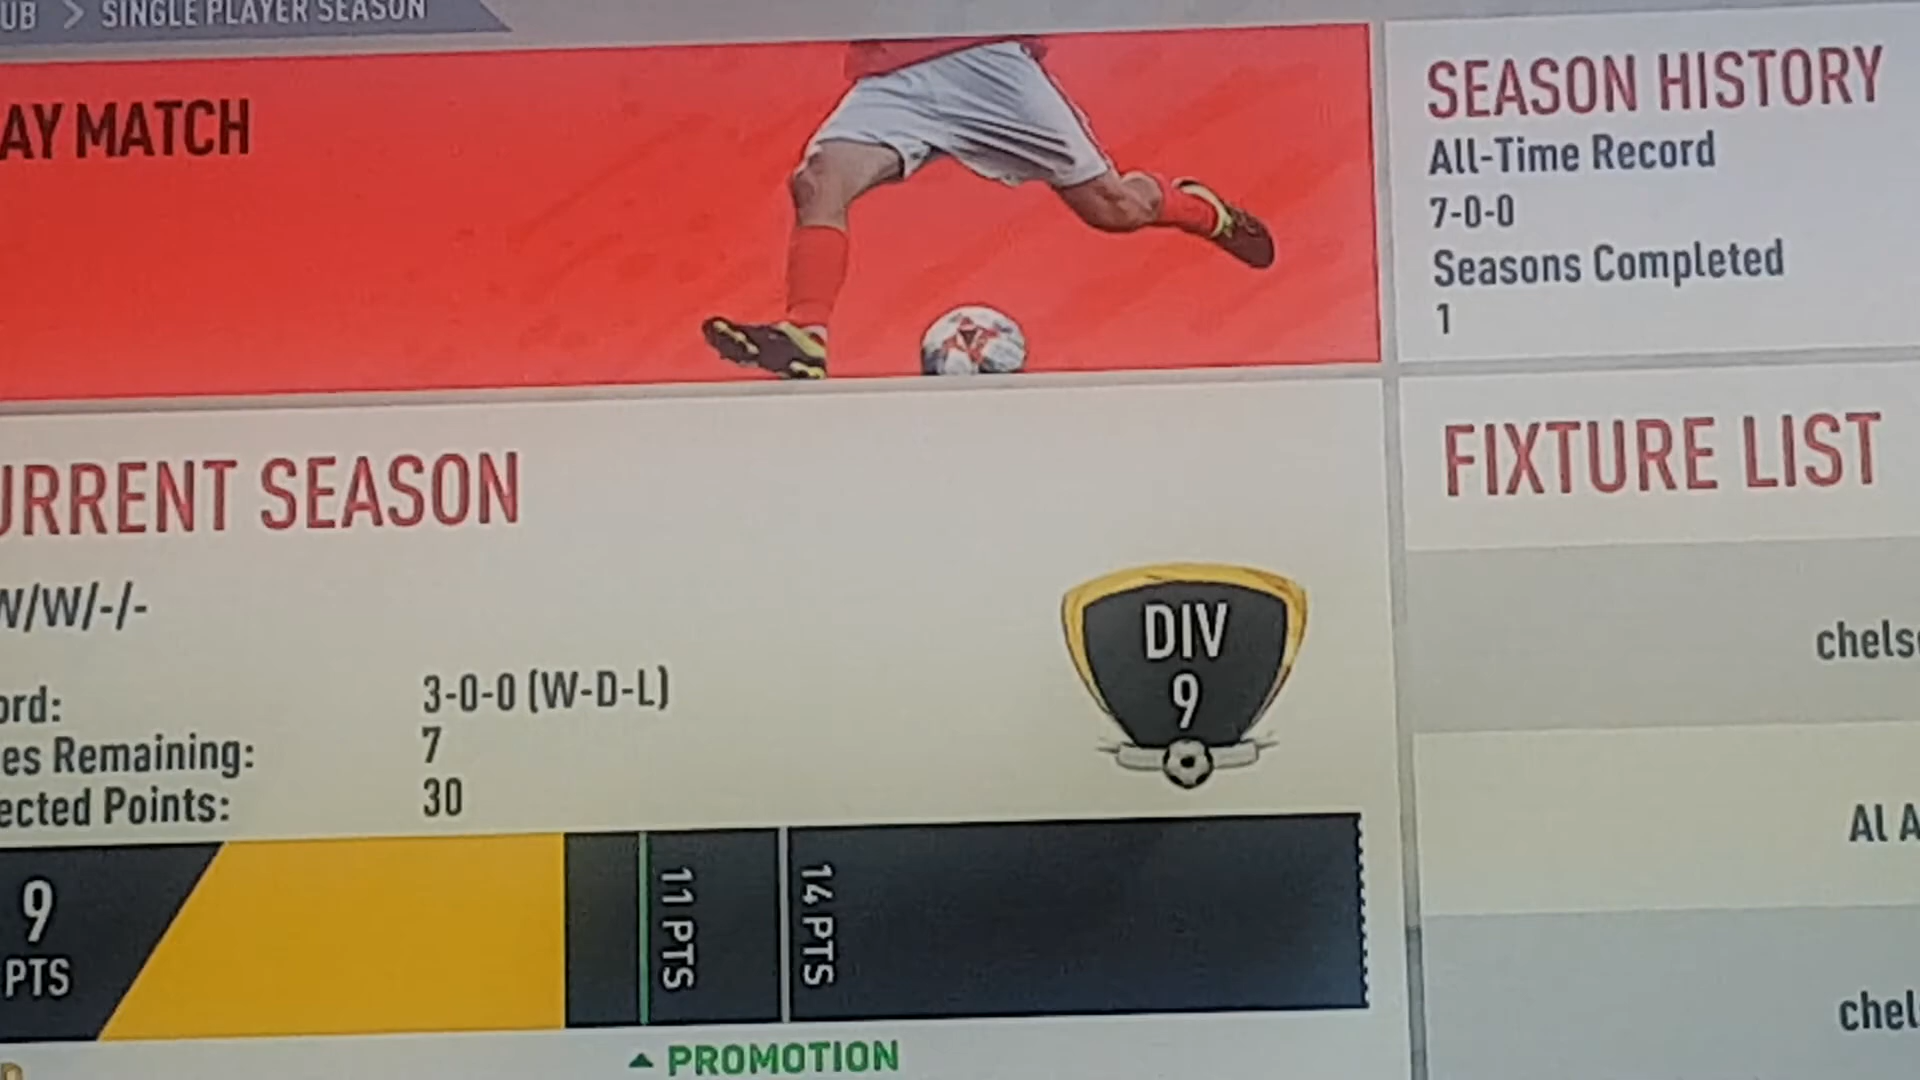 UB > SINGLE PLAYER SEASON
AY MATCH
SEASON HISTORY
All-Time Record
7-0-0
Seasons Completed
1
URRENT SEASON
W/W/-/-
ord: 3-0-0 (W-D-L)
es Remaining: 7
ected Points: 30
DIV
9
9
PTS
11 PTS
14 PTS
PROMOTION
FIXTURE LIST
chels
Al A
chel